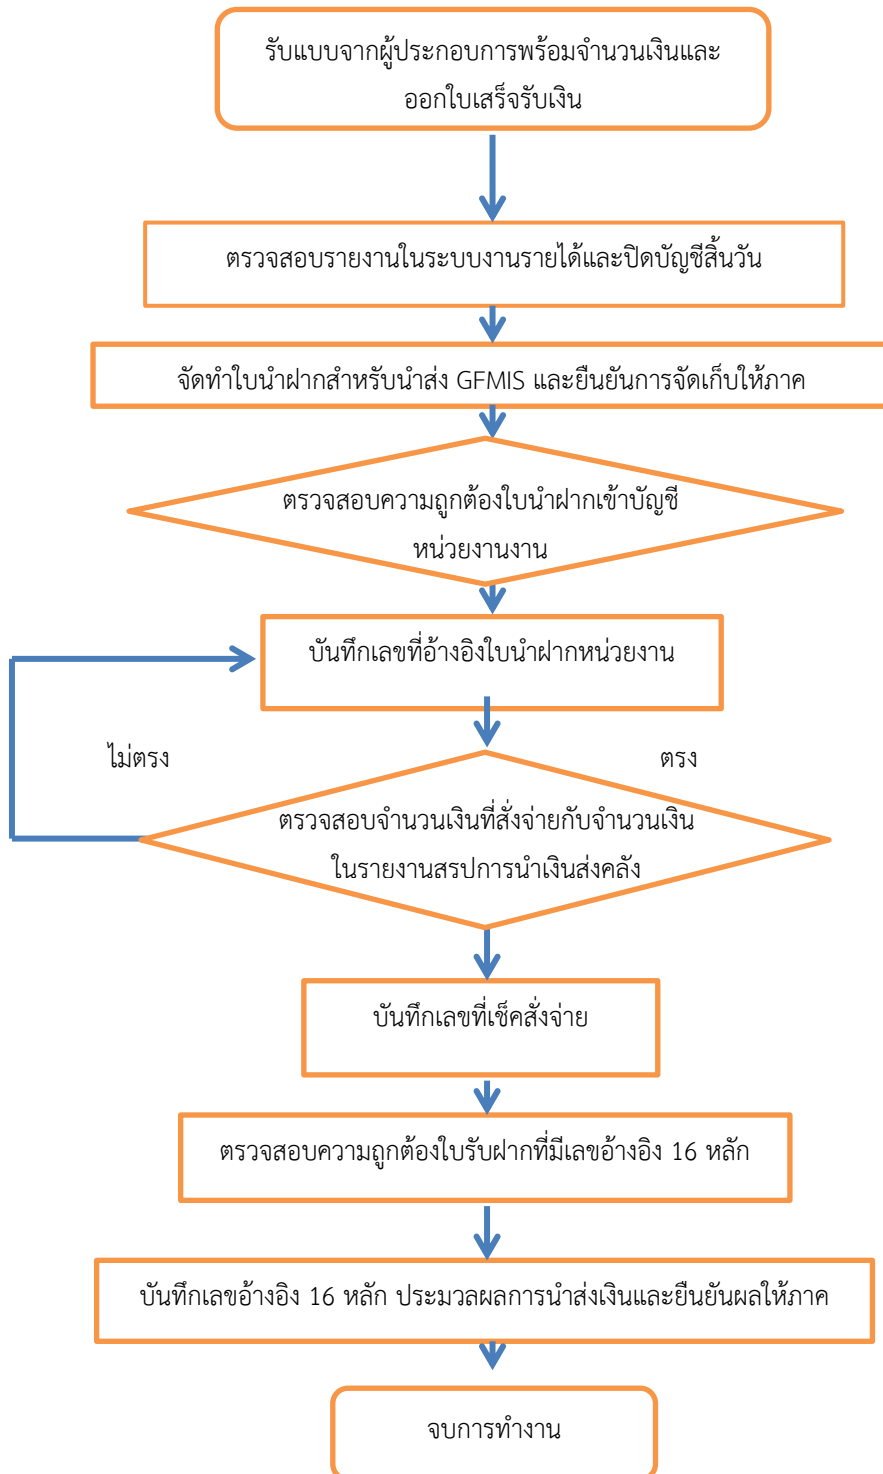 รับแบบจากผู้ประกอบการพร้อมจำนวนเงินและ
ออกใบเสร็จรับเงิน
ตรวจสอบรายงานในระบบงานรายได้และปิดบัญชีสิ้นวัน
จัดทำใบนำฝากสำหรับนำส่ง GFMIS และยืนยันการจัดเก็บให้ภาค
ตรวจสอบความถูกต้องใบนำฝากเข้าบัญชี
หน่วยงานงาน
บันทึกเลขที่อ้างอิงใบนำฝากหน่วยงาน
ไม่ตรง
ตรง
ตรวจสอบจำนวนเงินที่สั่งจ่ายกับจำนวนเงิน
ในรายงานสรปการนำเงินส่งคลัง
บันทึกเลขที่เช็คสั่งจ่าย
ตรวจสอบความถูกต้องใบรับฝากที่มีเลขอ้างอิง 16 หลัก
บันทึกเลขอ้างอิง 16 หลัก ประมวลผลการนำส่งเงินและยืนยันผลให้ภาค
จบการทำงาน